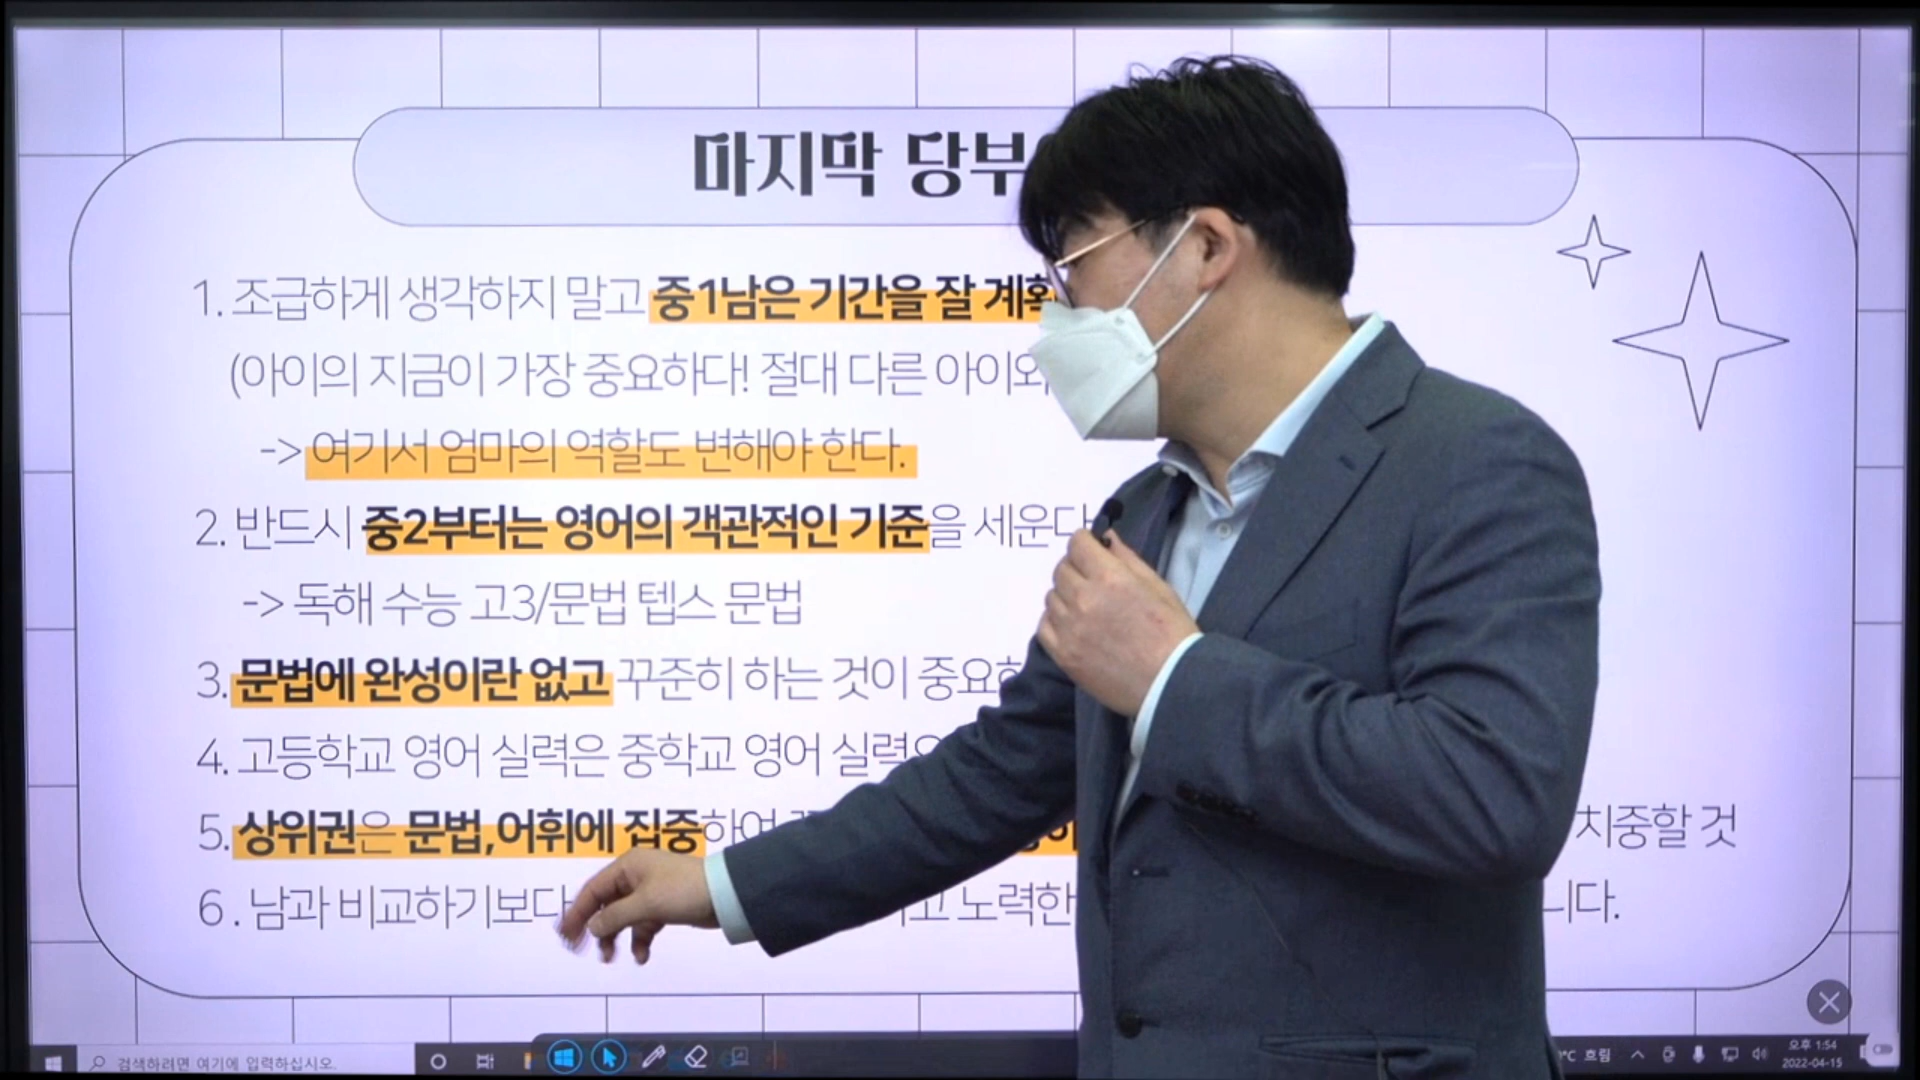 마지막 당부
1. 조급하게 생각하지 말고 중1남은 기간을 잘 계획
(아이의 지금이 가장 중요하다! 절대 다른 아이와
-> 여기서 엄마의 역할도 변해야 한다.
2. 반드시 중2부터는 영어의 객관적인 기준을 세운다
-> 독해 수능 고3/문법 텝스 문법
3. 문법에 완성이란 없고 꾸준히 하는 것이
4. 고등학교 영어 실력은 중학교 영어
5. 상위권은 문법,어휘에 집중하여 치중할 것
6. 남과 비교하기보다 노력한 니다.
검색하려면 여기에 입력하십시오.
°C 흐림
오후 1:54
2022-04-15